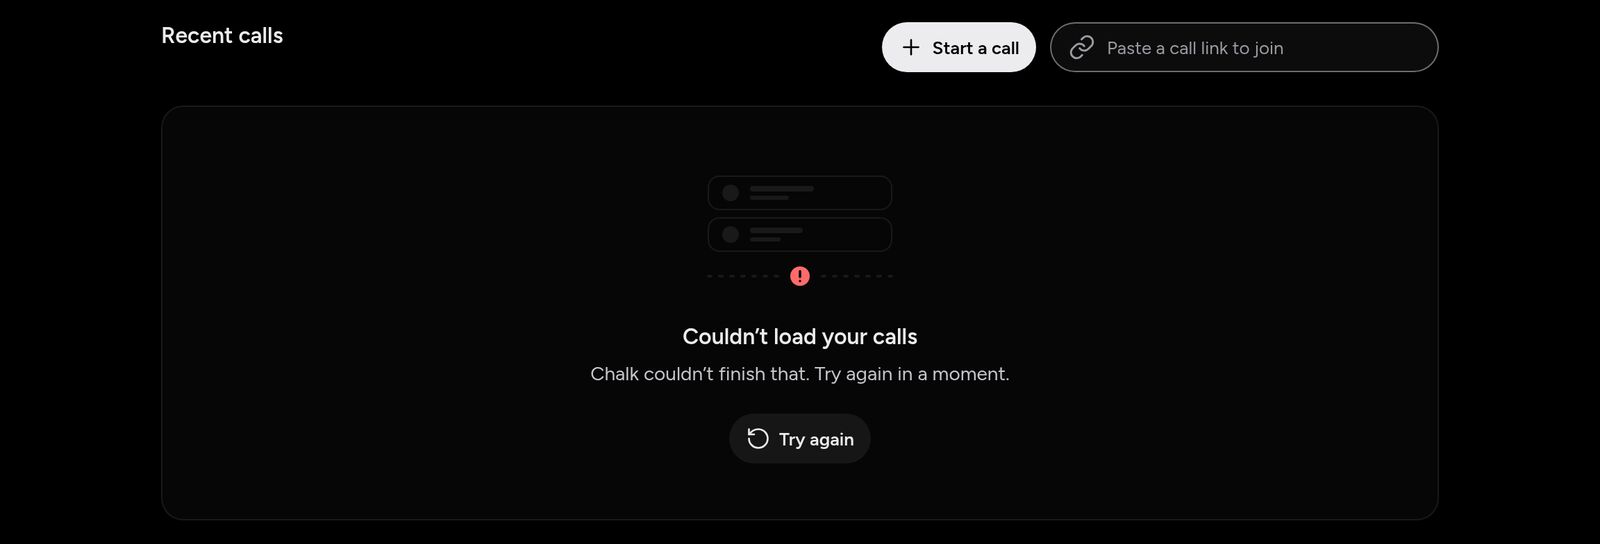 Recent calls
Start a call
Paste a call link to join
Couldn’t load your calls
Chalk couldn’t finish that. Try again in a moment.
Try again